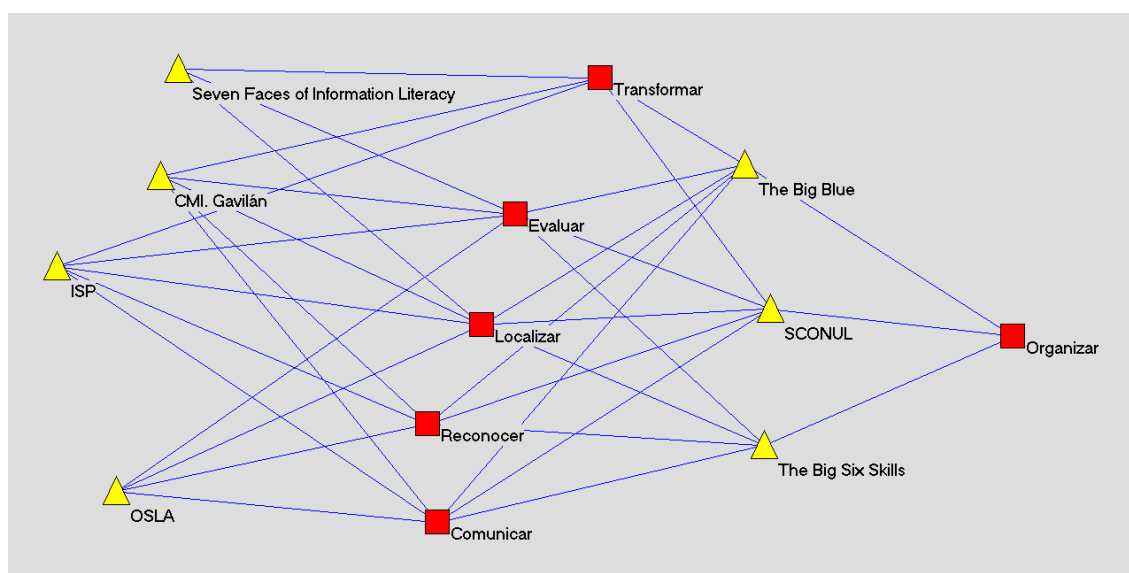 Transformar
Seven Faces of Information Literacy
The Big Blue
CMI. Gavilán
Evaluar
ISP
SCONUL
Localizar
Organizar
Reconocer
The Big Six Skills
OSLA
Comunicar